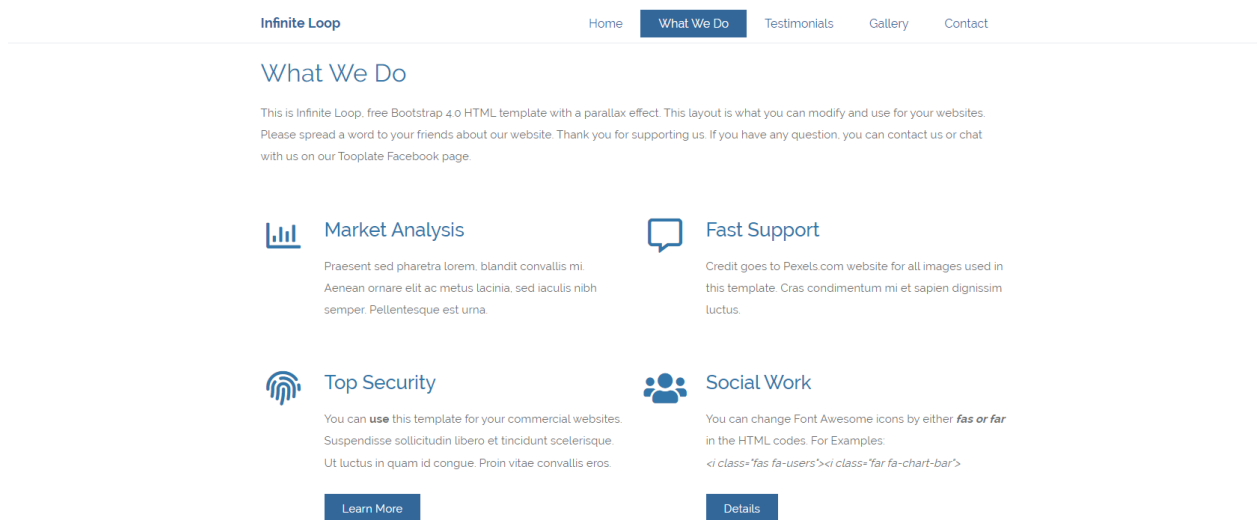 Infinite Loop
Home
What We Do
Testimonials
Gallery
Contact
What We Do
This is Infinite Loop, free Bootstrap 4.0 HTML template with a parallax effect. This layout is what you can modify and use for your websites.
Please spread a word to your friends about our website. Thank you for supporting us. If you have any question, you can contact us or chat
with us on our Tooplate Facebook page.
Market Analysis
Praesent sed pharetra lorem, blandit convallis mi.
Aenean ornare elit ac metus lacinia, sed iaculis nibh
semper. Pellentesque est urna.
Fast Support
Credit goes to Pexels.com website for all images used in
this template. Cras condimentum mi et sapien dignissim
luctus.
Top Security
You can use this template for your commercial websites.
Suspendisse sollicitudin libero et tincidunt scelerisque.
Ut luctus in quam id congue. Proin vitae convallis eros.
Learn More
Social Work
You can change Font Awesome icons by either fas or far
in the HTML codes. For Examples:
<i class="fas fa-users"><i class="far fa-chart-bar">
Details